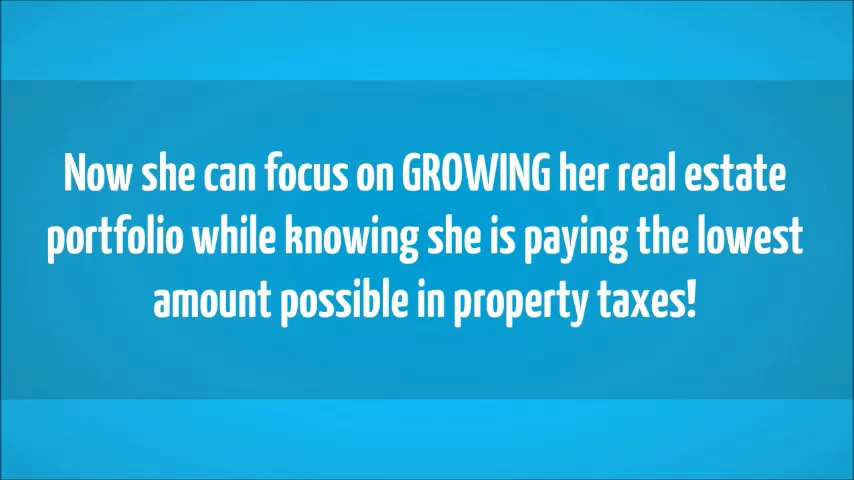 Now she can focus on GROWING her real estate
portfolio while knowing she is paying the lowest
amount possible in property taxes!